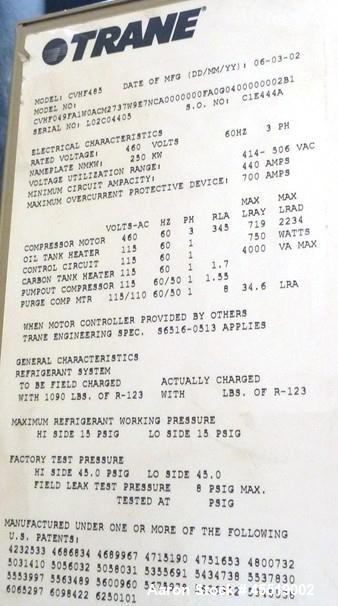 TRANE
MODEL: CVHF485 DATE OF MFG (DD/MM/YY): 06-03-02
MODEL NO:
CVHF049FA1W0ACM2737W9E7NCA0000000FA0G0400000002B1
SERIAL NO: L02C04405 S.O. NO: C1E444A
ELECTRICAL CHARACTERISTICS 60HZ 3 PH
RATED VOLTAGE: 460 VOLTS
NAMEPLATE NMKW: 250 KW
VOLTAGE UTILIZATION RANGE: 414- 506 VAC
MINIMUM CIRCUIT AMPACITY: 440 AMPS
MAXIMUM OVERCURRENT PROTECTIVE DEVICE: 700 AMPS
MAX MAX
VOLTS-AC HZ PH RLA LRAY LRAD
COMPRESSOR MOTOR 460 60 3 345 719 2234
OIL TANK HEATER 115 60 1 750 WATTS
CONTROL CIRCUIT 115 60 1 4000 VA MAX
CARBON TANK HEATER 115 60 1 1.7
PUMPOUT COMPRESSOR 115 60/50 1 1.55
PURGE COMP MTR 115/110 60/50 1 8 34.6 LRA
WHEN MOTOR CONTROLLER PROVIDED BY OTHERS
TRANE ENGINEERING SPEC. S6516-0513 APPLIES
GENERAL CHARACTERISTICS
REFRIGERANT SYSTEM
TO BE FIELD CHARGED ACTUALLY CHARGED
WITH 1090 LBS. OF R-123 WITH LBS. OF R-123
MAXIMUM REFRIGERANT WORKING PRESSURE
HI SIDE 15 PSIG LO SIDE 15 PSIG
FACTORY TEST PRESSURE
HI SIDE 45.0 PSIG LO SIDE 45.0
FIELD LEAK TEST PRESSURE 8 PSIG MAX.
TESTED AT PSIG
MANUFACTURED UNDER ONE OR MORE OF THE FOLLOWING
U.S. PATENTS:
4232533 4686834 4689967 4715190 4751653 4800732
5031410 5056032 5058031 5355691 5434738 5537830
5553997 5563489 5600960
6065297 6098422 6250101
Aaron Stock #